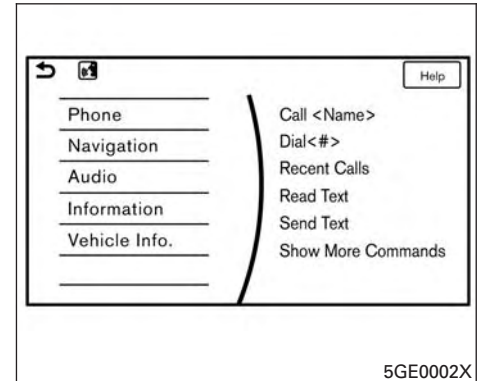 Help
Phone
Navigation
Audio
Information
Vehicle Info.
Call <Name>
Dial<#>
Recent Calls
Read Text
Send Text
Show More Commands
5GE0002X